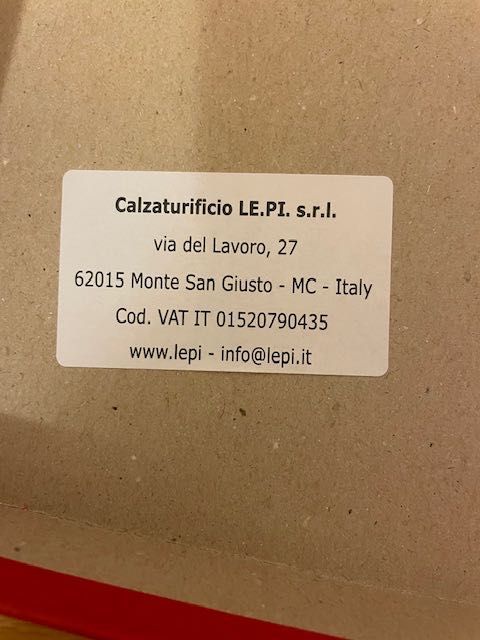 Calzaturificio LE.PI. s.r.l.
via del Lavoro, 27
62015 Monte San Giusto - MC - Italy
Cod. VAT IT 01520790435
www.lepi - info@lepi.it